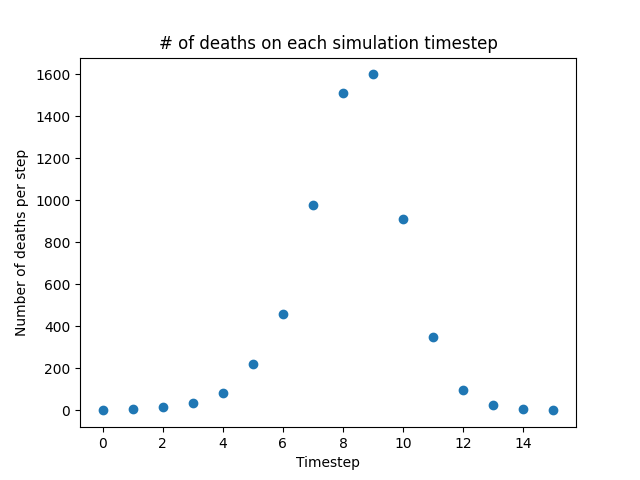 # of deaths on each simulation timestep
1600
1400
1200
1000
800
600
400
200
0
Number of deaths per step
0 2 4 6 8 10 12 14
Timestep